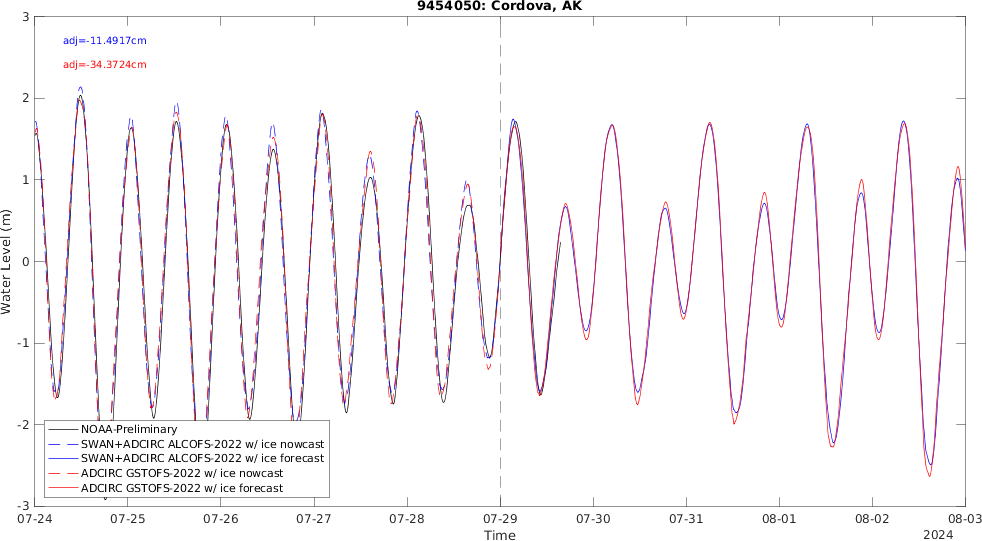 9454050: Cordova, AK
adj=-11.4917cm
adj=-34.3724cm
Water Level (m)
3
2
1
0
-1
-2
-3
NOAA-Preliminary
SWAN+ADCIRC ALCOFS-2022 w/ ice nowcast
SWAN+ADCIRC ALCOFS-2022 w/ ice forecast
ADCIRC GSTOFS-2022 w/ ice nowcast
ADCIRC GSTOFS-2022 w/ ice forecast
07-24 07-25 07-26 07-27 07-28 07-29 07-30 07-31 08-01 08-02 08-03
Time
2024